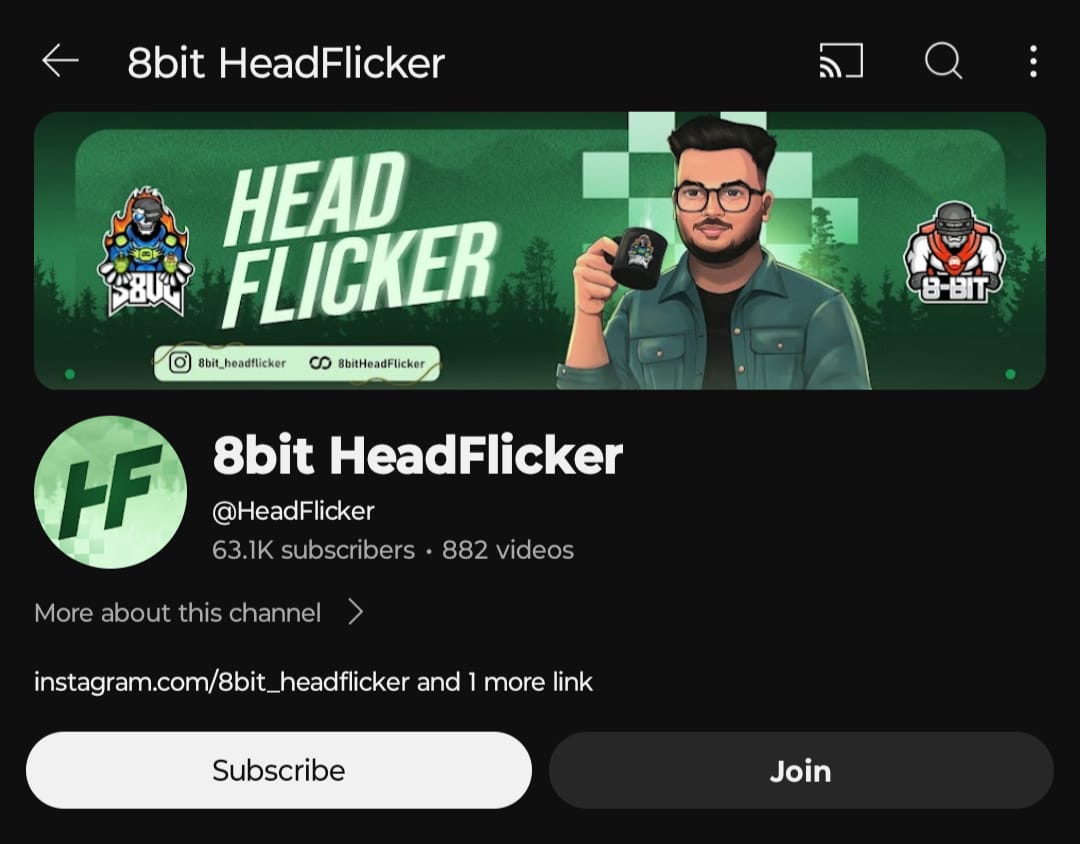 8bit HeadFlicker
HEAD
FLICKER
S8UL
8-BIT
8bit_headflicker
8bitHeadFlicker
HF
8bit HeadFlicker
@HeadFlicker
63.1K subscribers • 882 videos
More about this channel
instagram.com/8bit_headflicker and 1 more link
Subscribe
Join